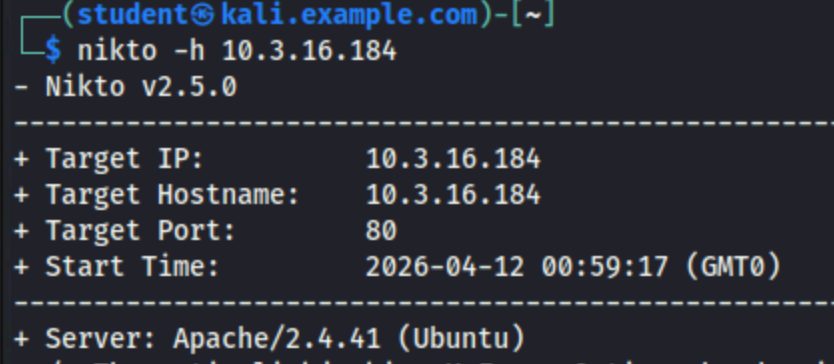 (student㉿kali.example.com)-[~]
$ nikto -h 10.3.16.184
- Nikto v2.5.0
---------------------------------------------------
+ Target IP:          10.3.16.184
+ Target Hostname:    10.3.16.184
+ Target Port:        80
+ Start Time:         2026-04-12 00:59:17 (GMT0)
---------------------------------------------------
+ Server: Apache/2.4.41 (Ubuntu)